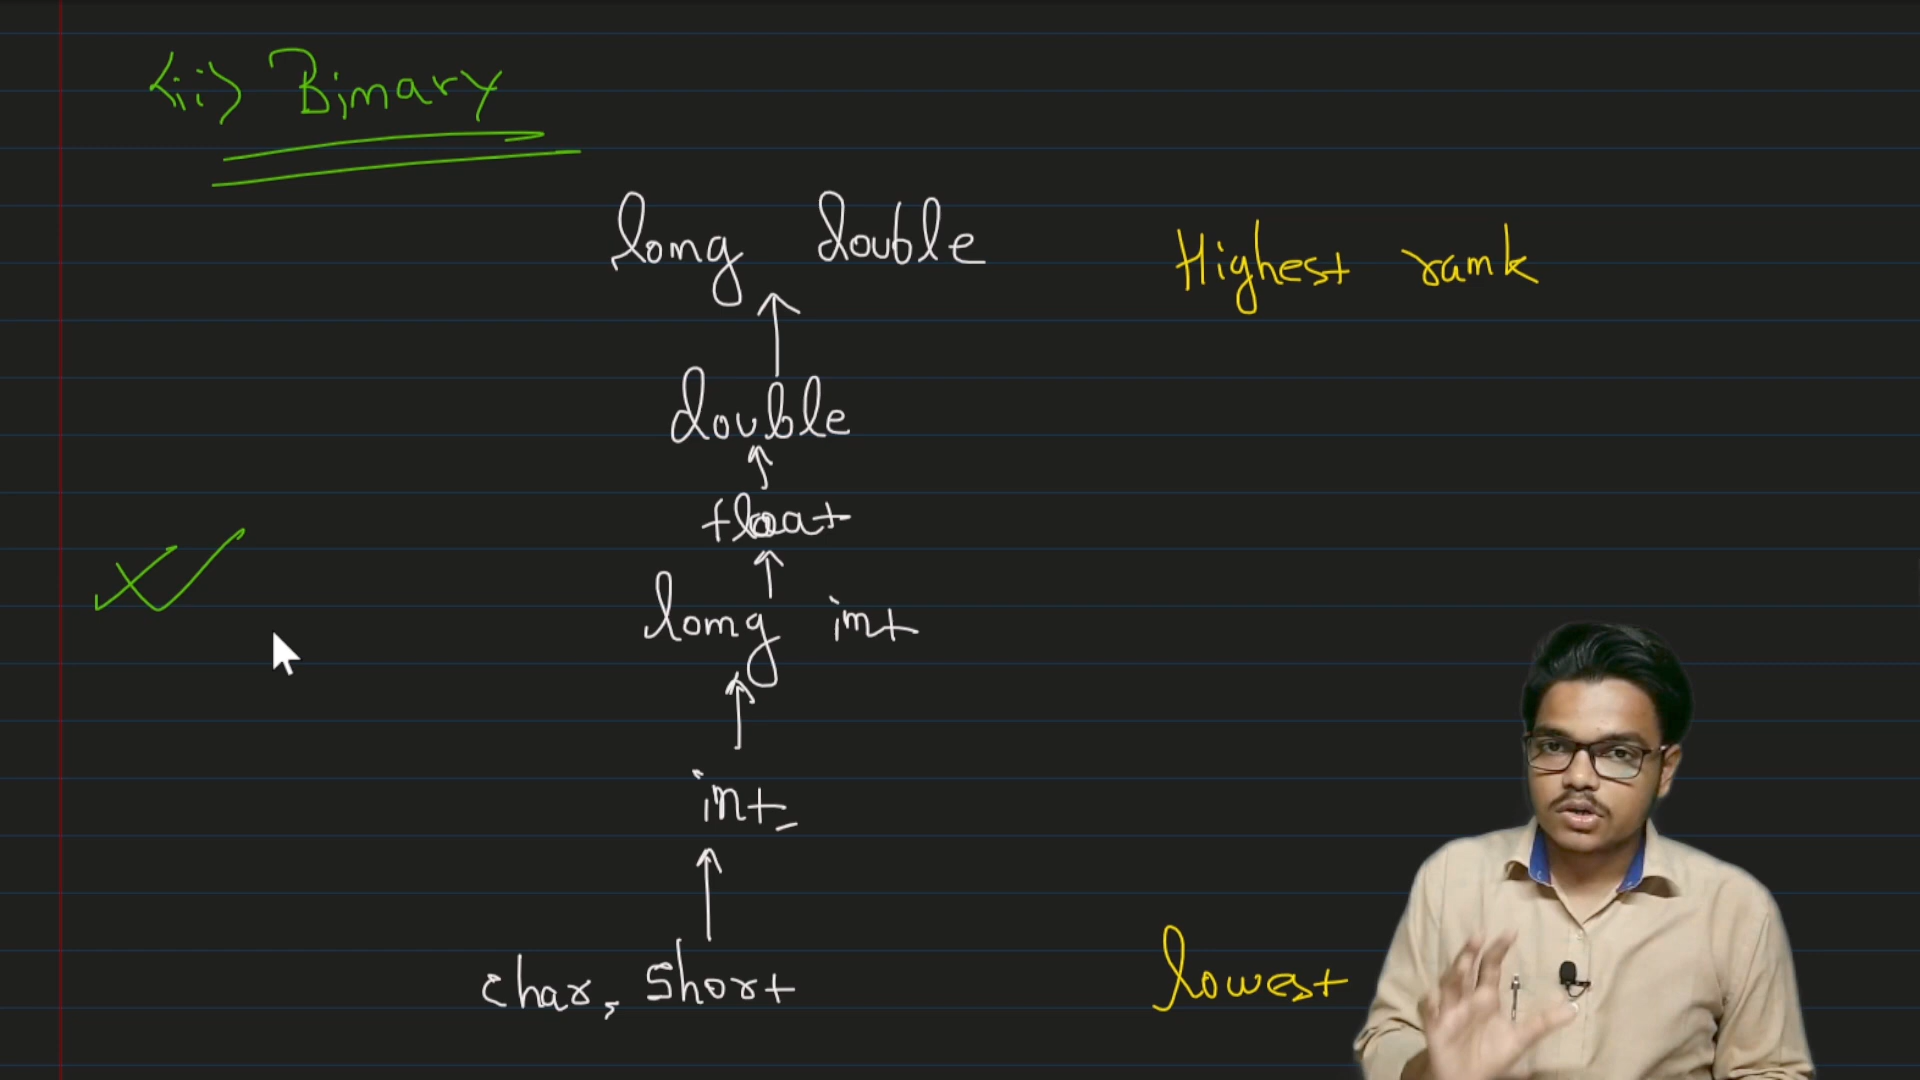 <ii> Binary
long double Highest rank
double
float
long int
int
char, short lowest